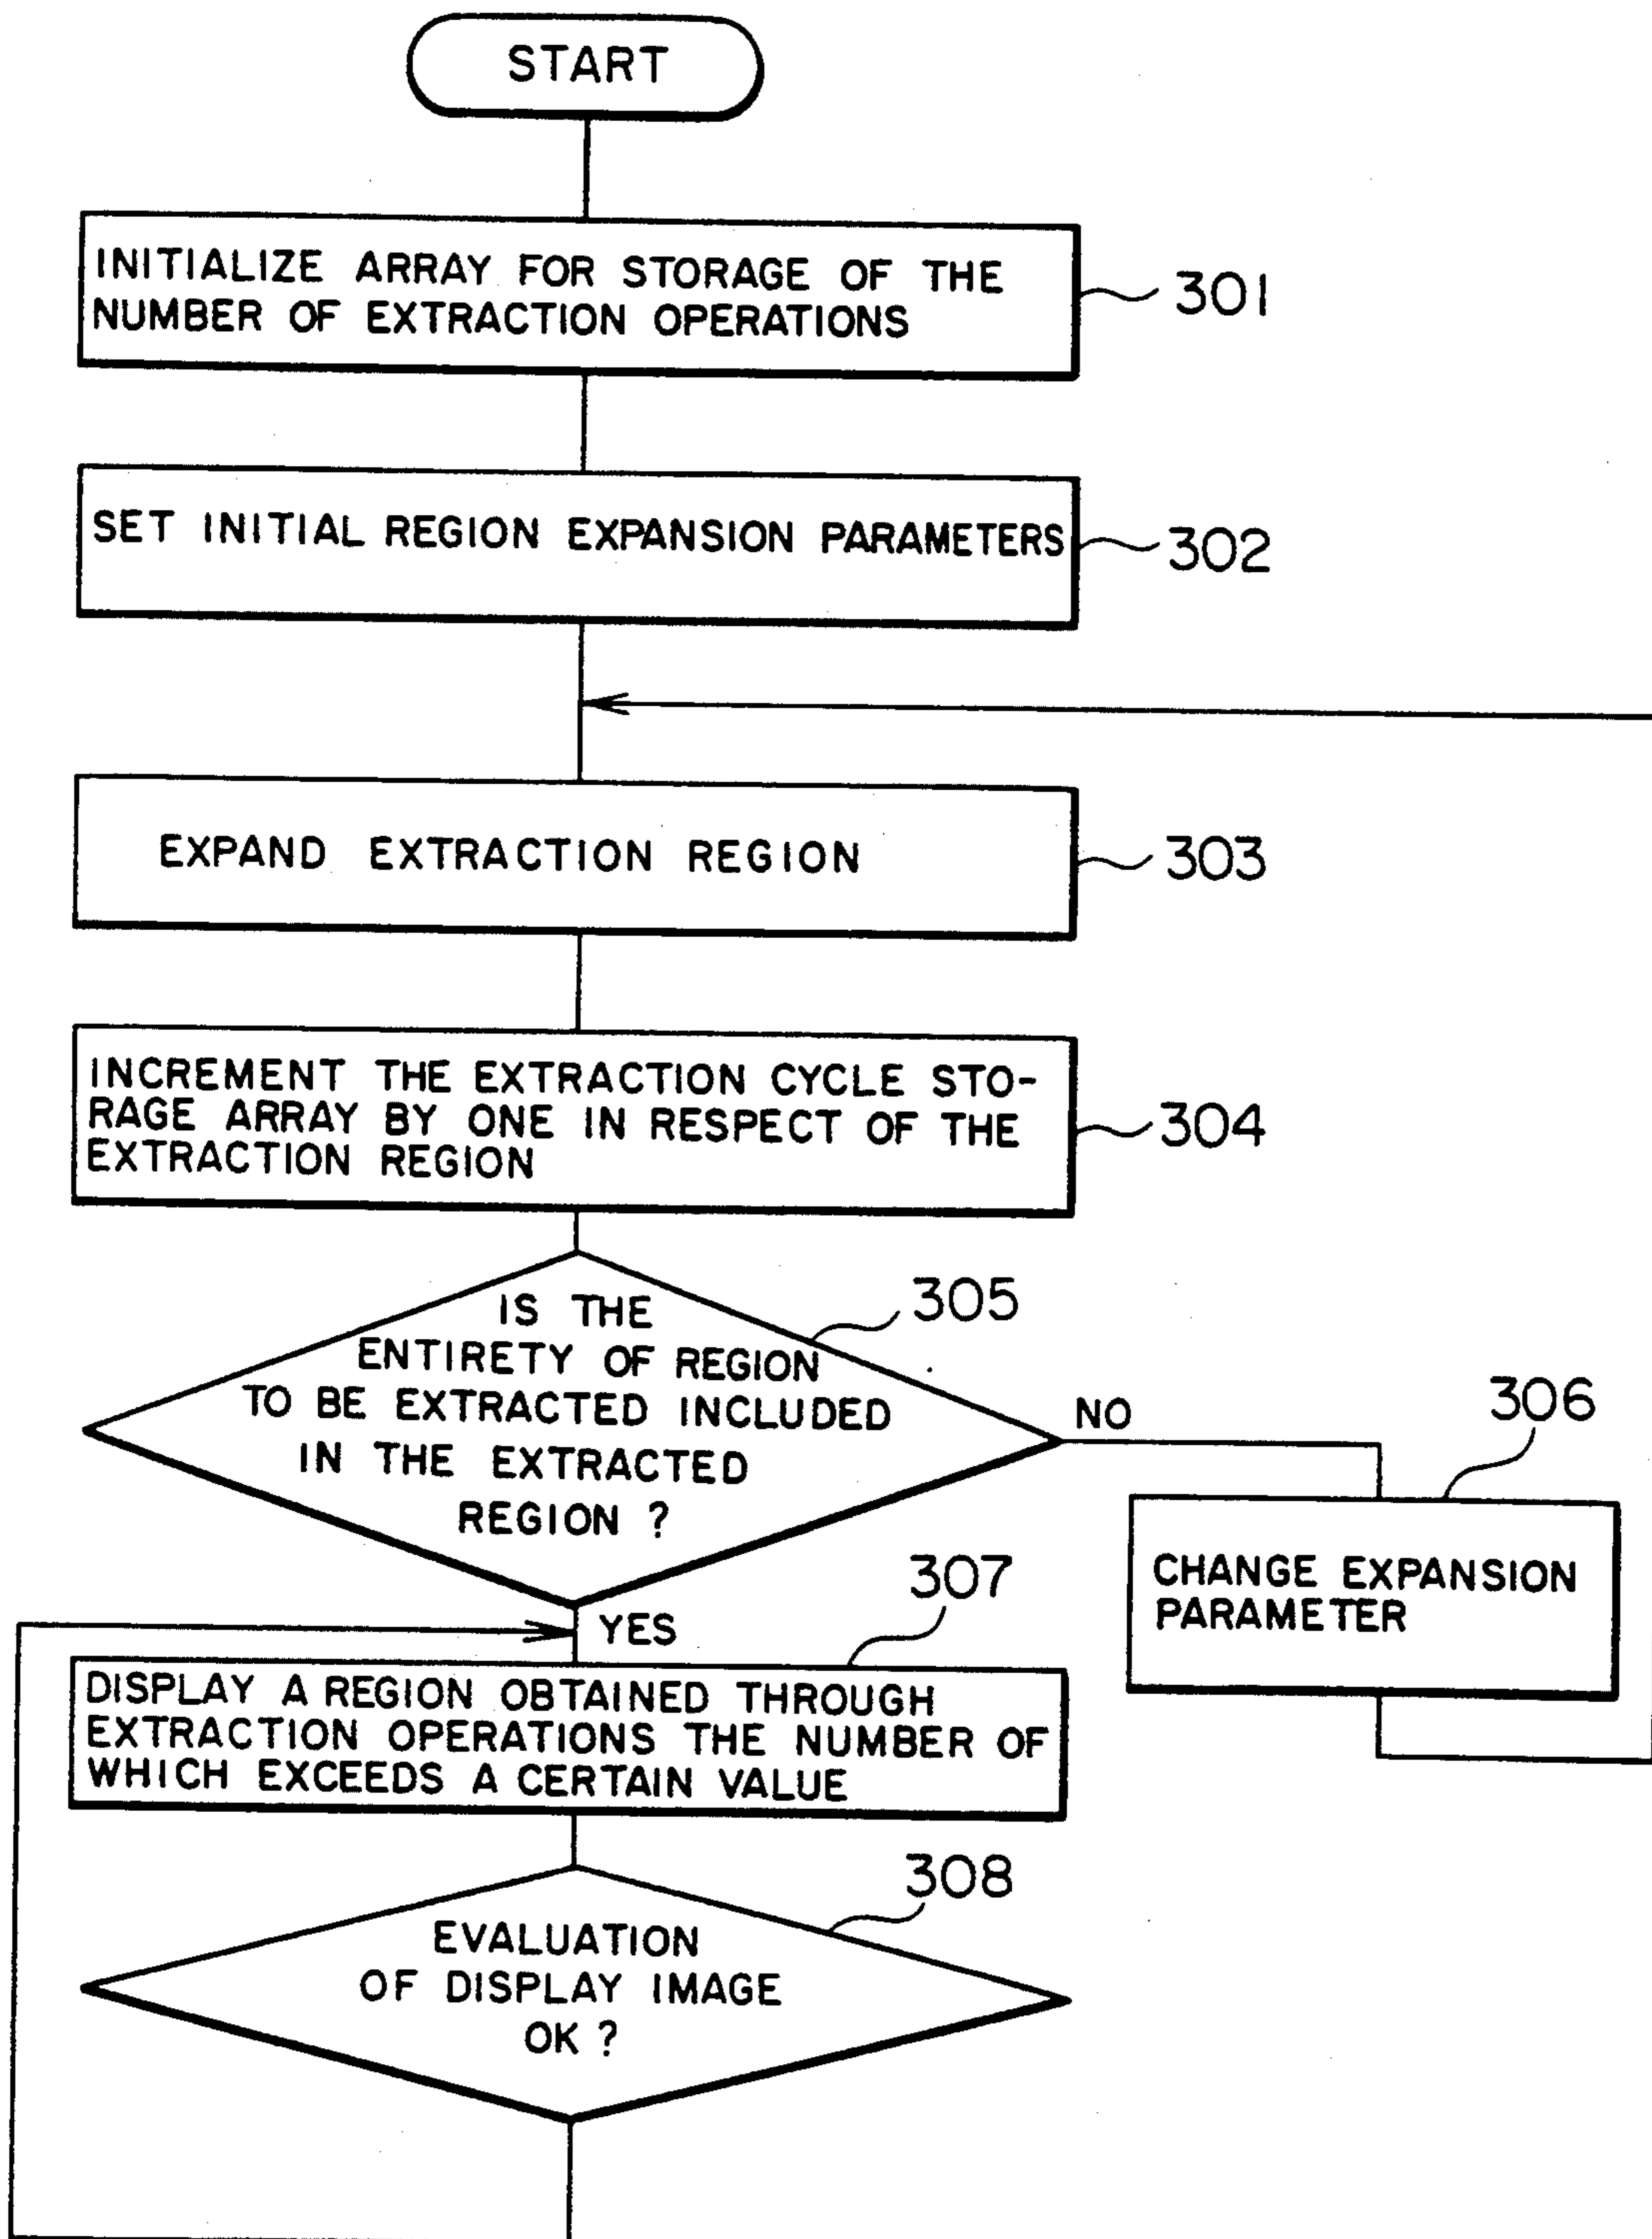 START
INITIALIZE ARRAY FOR STORAGE OF THE
NUMBER OF EXTRACTION OPERATIONS
301
SET INITIAL REGION EXPANSION PARAMETERS
302
EXPAND EXTRACTION REGION
303
INCREMENT THE EXTRACTION CYCLE STO-
RAGE ARRAY BY ONE IN RESPECT OF THE
EXTRACTION REGION
304
IS THE
ENTIRETY OF REGION
TO BE EXTRACTED INCLUDED
IN THE EXTRACTED
REGION ?
305
NO
306
CHANGE EXPANSION
PARAMETER
YES
307
DISPLAY A REGION OBTAINED THROUGH
EXTRACTION OPERATIONS THE NUMBER OF
WHICH EXCEEDS A CERTAIN VALUE
308
EVALUATION
OF DISPLAY IMAGE
OK ?